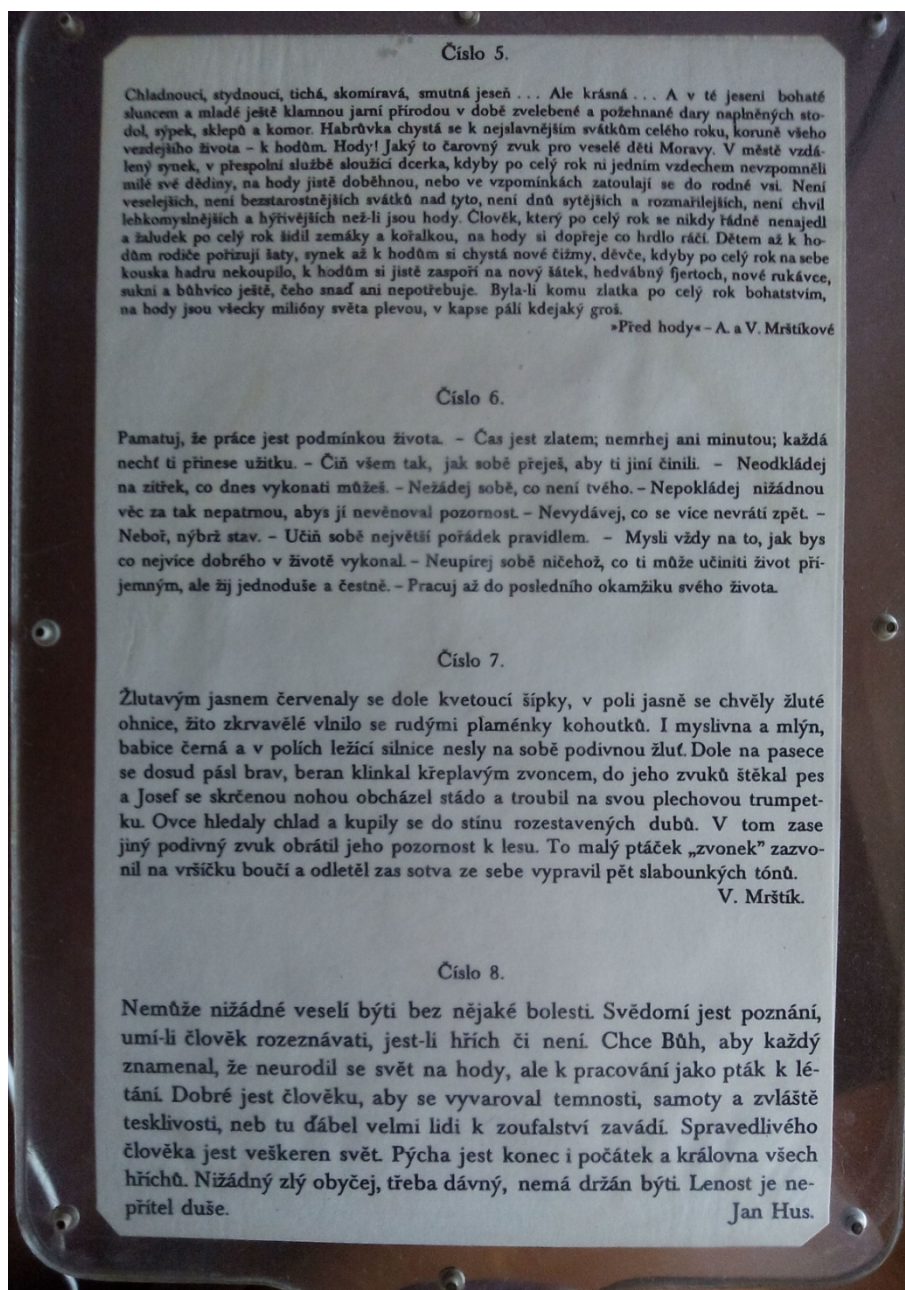 Číslo 5.
Chladnoucí, stydnoucí, tichá, skomíravá, smutná jeseň . . . Ale krásná . . . A v té jeseni bohaté
sluncem a mladé ještě klamnou jarní přírodou v době zvelebené a požehnané dary naplněných sto-
dol, sýpek, sklepů a komor. Habrůvka chystá se k nejslavnějším svátkům celého roku, koruně všeho
vezdejšího života – k hodům. Hody! Jaký to čarovný zvuk pro veselé děti Moravy. V městě vzdá-
lený synek, v přespolní službě sloužící dcerka, kdyby po celý rok ni jedním vzdechem nevzpomněli
milé své dědiny, na hody jistě doběhnou, nebo ve vzpomínkách zatoulají se do rodné vsi. Není
veselejších, není bezstarostnějších svátků nad tyto, není dnů sytějších a rozmařilejších, není chvil
lehkomyslnějších a hýřivějších než-li jsou hody. Člověk, který po celý rok se nikdy řádně nenajedl
a žaludek po celý rok šidil zemáky a kořalkou, na hody si dopřeje co hrdlo ráčí. Dětem až k ho-
dům rodiče pořizují šaty, synek až k hodům si chystá nové čižmy, děvče, kdyby po celý rok na sebe
kouska hadru nekoupilo, k hodům si jistě zaspoří na nový šátek, hedvábný fjertoch, nové rukávce,
sukni a bůhvíco ještě, čeho snad ani nepotřebuje. Byla-li komu zlatka po celý rok bohatstvím,
na hody jsou všecky milióny světa plevou, v kapse pálí kdejaký groš.
»Před hody« – A. a V. Mrštíkové
Číslo 6.
Pamatuj, že práce jest podmínkou života. – Čas jest zlatem; nemrhej ani minutou; každá
nechť ti přinese užitku. – Čiň všem tak, jak sobě přeješ, aby ti jiní činili. – Neodkládej
na zítřek, co dnes vykonati můžeš. – Nežádej sobě, co není tvého. – Nepokládej nižádnou
věc za tak nepatrnou, abys jí nevěnoval pozornost. – Nevydávej, co se více nevrátí zpět. –
Neboř, nýbrž stav. – Učiň sobě největší pořádek pravidlem. – Mysli vždy na to, jak bys
co nejvíce dobrého v životě vykonal. – Neupírej sobě ničehož, co ti může učiniti život pří-
jemným, ale žij jednoduše a čestně. – Pracuj až do posledního okamžiku svého života.
Číslo 7.
Žlutavým jasnem červenaly se dole kvetoucí šípky, v poli jasně se chvěly žluté
ohnice, žito zkrvavělé vlnilo se rudými plaménky kohoutků. I myslivna a mlýn,
babice černá a v polích ležící silnice nesly na sobě podivnou žluť. Dole na pasece
se dosud pásl brav, beran klinkal křeplavým zvoncem, do jeho zvuků štěkal pes
a Josef se skrčenou nohou obcházel stádo a troubil na svou plechovou trumpet-
ku. Ovce hledaly chlad a kupily se do stínu rozestavených dubů. V tom zase
jiný podivný zvuk obrátil jeho pozornost k lesu. To malý ptáček „zvonek” zazvo-
nil na vršíčku boučí a odletěl zas sotva ze sebe vypravil pět slabounkých tónů.
V. Mrštík.
Číslo 8.
Nemůže nižádné veselí býti bez nějaké bolesti. Svědomí jest poznání,
umí-li člověk rozeznávati, jest-li hřích či není. Chce Bůh, aby každý
znamenal, že neurodil se svět na hody, ale k pracování jako pták k lé-
tání. Dobré jest člověku, aby se vyvaroval temnosti, samoty a zvláště
tesklivosti, neb tu ďábel velmi lidi k zoufalství zavádí. Spravedlivého
člověka jest veškeren svět. Pýcha jest konec i počátek a královna všech
hříchů. Nižádný zlý obyčej, třeba dávný, nemá držán býti. Lenost je ne-
přítel duše.
Jan Hus.